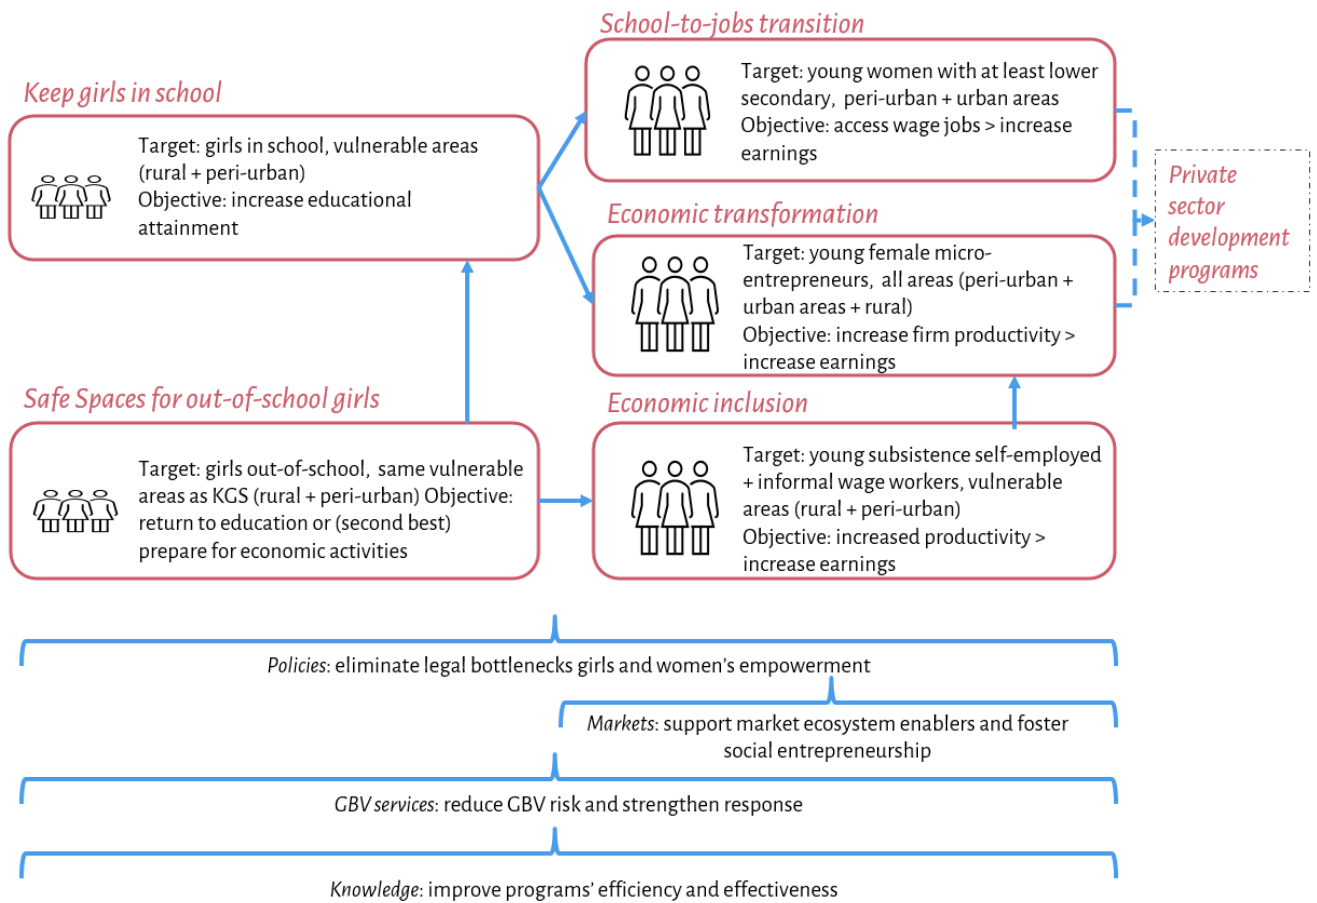 School-to-jobs transition
Keep girls in school
Target: young women with at least lower
secondary, peri-urban + urban areas
Objective: access wage jobs > increase
earnings
Target: girls in school, vulnerable areas
(rural + peri-urban)
Objective: increase educational
attainment
Private
sector
development
programs
Economic transformation
Target: young female micro-
entrepreneurs, all areas (peri-urban +
urban areas + rural)
Objective: increase firm productivity >
increase earnings
Safe Spaces for out-of-school girls
Economic inclusion
Target: girls out-of-school, same vulnerable
areas as KGS (rural + peri-urban) Objective:
return to education or (second best)
prepare for economic activities
Target: young subsistence self-employed
+ informal wage workers, vulnerable
areas (rural + peri-urban)
Objective: increased productivity >
increase earnings
Policies: eliminate legal bottlenecks girls and women's empowerment
Markets: support market ecosystem enablers and foster
social entrepreneurship
GBV services: reduce GBV risk and strengthen response
Knowledge: improve programs' efficiency and effectiveness